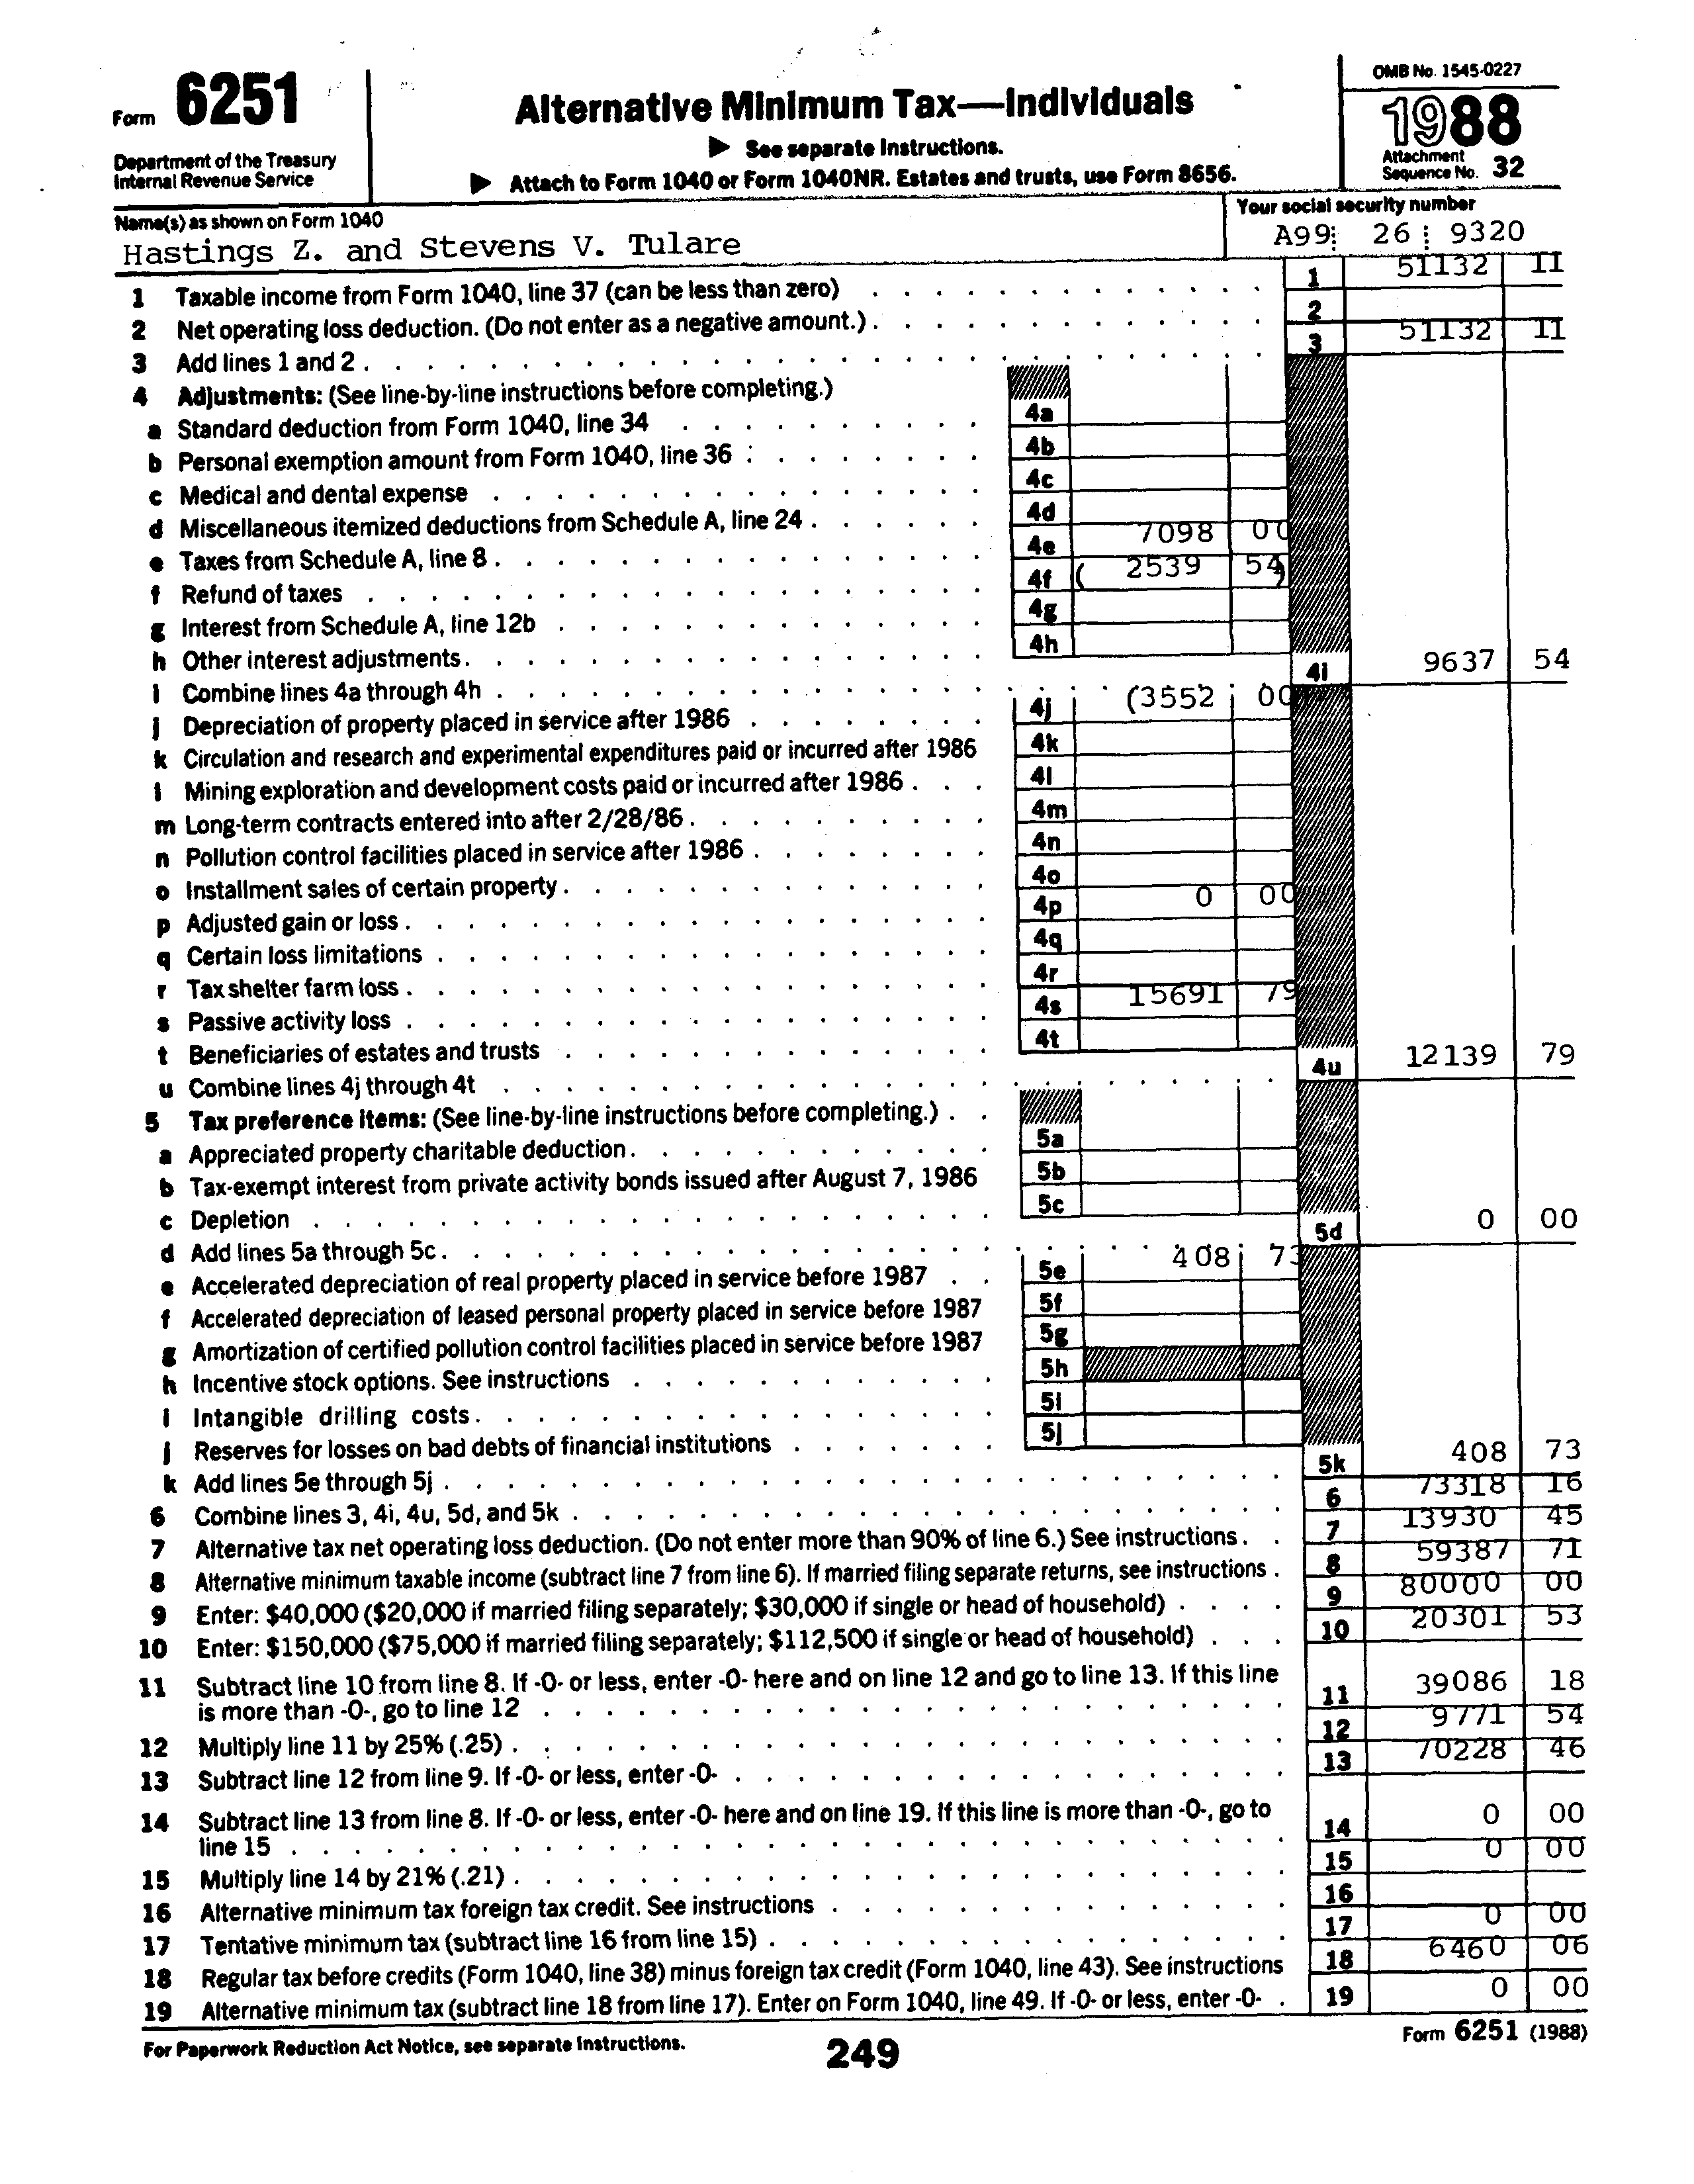 Form 6251
Department of the Treasury
Internal Revenue Service
Alternative Minimum Tax—Individuals
▶ See separate Instructions.
▶ Attach to Form 1040 or Form 1040NR. Estates and trusts, use Form 8656.
OMB No. 1545-0227
1988
Attachment
Sequence No. 32
Name(s) as shown on Form 1040
Hastings Z. and Stevens V. Tulare
Your social security number
A99 26 9320
1 Taxable income from Form 1040, line 37 (can be less than zero) 1 51132 11
2 Net operating loss deduction. (Do not enter as a negative amount.) 2
3 Add lines 1 and 2 3 51132 11
4 Adjustments: (See line-by-line instructions before completing.)
a Standard deduction from Form 1040, line 34 4a
b Personal exemption amount from Form 1040, line 36 4b
c Medical and dental expense 4c
d Miscellaneous itemized deductions from Schedule A, line 24 4d
e Taxes from Schedule A, line 8 4e 7098 00
f Refund of taxes 4f ( 2539 54)
g Interest from Schedule A, line 12b 4g
h Other interest adjustments 4h
i Combine lines 4a through 4h 4i 9637 54
j Depreciation of property placed in service after 1986 4j (3552 00
k Circulation and research and experimental expenditures paid or incurred after 1986 4k
l Mining exploration and development costs paid or incurred after 1986 4l
m Long-term contracts entered into after 2/28/86 4m
n Pollution control facilities placed in service after 1986 4n
o Installment sales of certain property 4o
p Adjusted gain or loss 4p 0 00
q Certain loss limitations 4q
r Tax shelter farm loss 4r
s Passive activity loss 4s 15691 79
t Beneficiaries of estates and trusts 4t
u Combine lines 4j through 4t 4u 12139 79
5 Tax preference items: (See line-by-line instructions before completing.)
a Appreciated property charitable deduction 5a
b Tax-exempt interest from private activity bonds issued after August 7, 1986 5b
c Depletion 5c
d Add lines 5a through 5c 5d 0 00
e Accelerated depreciation of real property placed in service before 1987 5e 408 73
f Accelerated depreciation of leased personal property placed in service before 1987 5f
g Amortization of certified pollution control facilities placed in service before 1987 5g
h Incentive stock options. See instructions 5h
i Intangible drilling costs 5i
j Reserves for losses on bad debts of financial institutions 5j
k Add lines 5e through 5j 5k 408 73
6 Combine lines 3, 4i, 4u, 5d, and 5k 6 73318 16
7 Alternative tax net operating loss deduction. (Do not enter more than 90% of line 6.) See instructions 7 13930 45
8 Alternative minimum taxable income (subtract line 7 from line 6). If married filing separate returns, see instructions 8 59387 71
9 Enter: $40,000 ($20,000 if married filing separately; $30,000 if single or head of household) 9 80000 00
10 Enter: $150,000 ($75,000 if married filing separately; $112,500 if single or head of household) 10 20301 53
11 Subtract line 10 from line 8. If -0- or less, enter -0- here and on line 12 and go to line 13. If this line
is more than -0-, go to line 12 11 39086 18
12 Multiply line 11 by 25% (.25) 12 9771 54
13 Subtract line 12 from line 9. If -0- or less, enter -0- 13 70228 46
14 Subtract line 13 from line 8. If -0- or less, enter -0- here and on line 19. If this line is more than -0-, go to
line 15 14 0 00
15 Multiply line 14 by 21% (.21) 15 0 00
16 Alternative minimum tax foreign tax credit. See instructions 16
17 Tentative minimum tax (subtract line 16 from line 15) 17 0 00
18 Regular tax before credits (Form 1040, line 38) minus foreign tax credit (Form 1040, line 43). See instructions 18 6460 06
19 Alternative minimum tax (subtract line 18 from line 17). Enter on Form 1040, line 49. If -0- or less, enter -0- 19 0 00
For Paperwork Reduction Act Notice, see separate Instructions.
249
Form 6251 (1988)